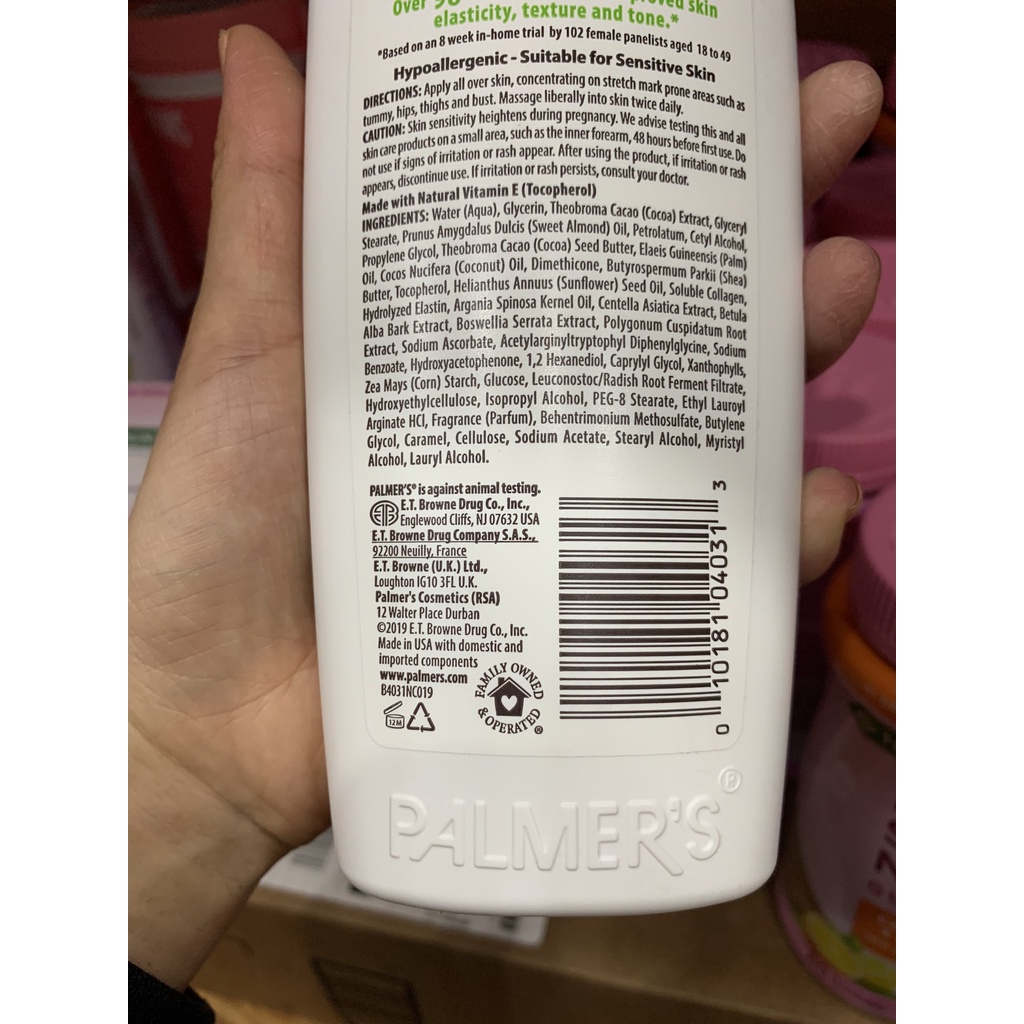 Over 90
proved skin
elasticity, texture and tone.*
*Based on an 8 week in-home trial by 102 female panelists aged 18 to 49
Hypoallergenic - Suitable for Sensitive Skin
DIRECTIONS: Apply all over skin, concentrating on stretch mark prone areas such as
tummy, hips, thighs and bust. Massage liberally into skin twice daily.
CAUTION: Skin sensitivity heightens during pregnancy. We advise testing this and all
skin care products on a small area, such as the inner forearm, 48 hours before first use. Do
not use if signs of irritation or rash appear. After using the product, if irritation or rash
appears, discontinue use. If irritation or rash persists, consult your doctor.
Made with Natural Vitamin E (Tocopherol)
INGREDIENTS: Water (Aqua), Glycerin, Theobroma Cacao (Cocoa) Extract, Glyceryl
Stearate, Prunus Amygdalus Dulcis (Sweet Almond) Oil, Petrolatum, Cetyl Alcohol,
Propylene Glycol, Theobroma Cacao (Cocoa) Seed Butter, Elaeis Guineensis (Palm)
Oil, Cocos Nucifera (Coconut) Oil, Dimethicone, Butyrospermum Parkii (Shea)
Butter, Tocopherol, Helianthus Annuus (Sunflower) Seed Oil, Soluble Collagen,
Hydrolyzed Elastin, Argania Spinosa Kernel Oil, Centella Asiatica Extract, Betula
Alba Bark Extract, Boswellia Serrata Extract, Polygonum Cuspidatum Root
Extract, Sodium Ascorbate, Acetylarginyltryptophyl Diphenylglycine, Sodium
Benzoate, Hydroxyacetophenone, 1,2 Hexanediol, Caprylyl Glycol, Xanthophylls,
Zea Mays (Corn) Starch, Glucose, Leuconostoc/Radish Root Ferment Filtrate,
Hydroxyethylcellulose, Isopropyl Alcohol, PEG-8 Stearate, Ethyl Lauroyl
Arginate HCl, Fragrance (Parfum), Behentrimonium Methosulfate, Butylene
Glycol, Caramel, Cellulose, Sodium Acetate, Stearyl Alcohol, Myristyl
Alcohol, Lauryl Alcohol.
PALMER'S® is against animal testing.
E.T. Browne Drug Co., Inc.,
Englewood Cliffs, NJ 07632 USA
E.T. Browne Drug Company S.A.S.,
92200 Neuilly, France
E.T. Browne (U.K.) Ltd.,
Loughton IG10 3FL U.K.
Palmer's Cosmetics (RSA)
12 Walter Place Durban
©2019 E.T. Browne Drug Co., Inc.
Made in USA with domestic and
imported components
www.palmers.com
B4031NC019
12M
FAMILY OWNED
& OPERATED®
0 10181 04031 3
PALMER'S®